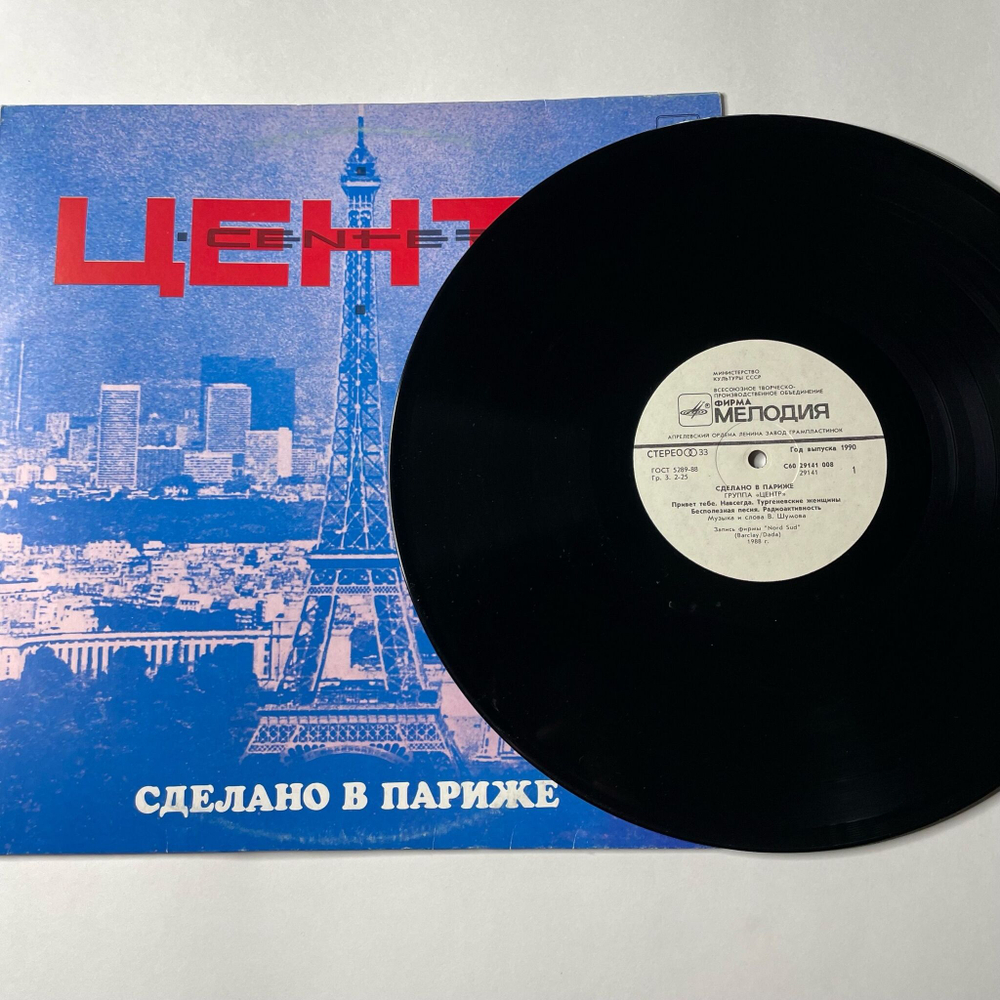 ЦЕНТ
·CENTE
СДЕЛАНО В ПАРИЖЕ
МИНИСТЕРСТВО
КУЛЬТУРЫ СССР
ВСЕСОЮЗНОЕ ТВОРЧЕСКО-
ПРОИЗВОДСТВЕННОЕ ОБЪЕДИНЕНИЕ
® ФИРМА
МЕЛОДИЯ
АПРЕЛЕВСКИЙ ОРДЕНА ЛЕНИНА ЗАВОД ГРАМПЛАСТИНОК
СТЕРЕО 33 Год выпуска 1990
ГОСТ 5289-88 С60 29141 008
Гр. 3. 2-25 29141 1
СДЕЛАНО В ПАРИЖЕ
ГРУППА «ЦЕНТР»
Привет тебе. Навсегда. Тургеневские женщины
Бесполезная песня. Радиоактивность
Музыка и слова В. Шумова
Запись фирмы "Nord Sud"
(Barclay/Dada)
1988 г.